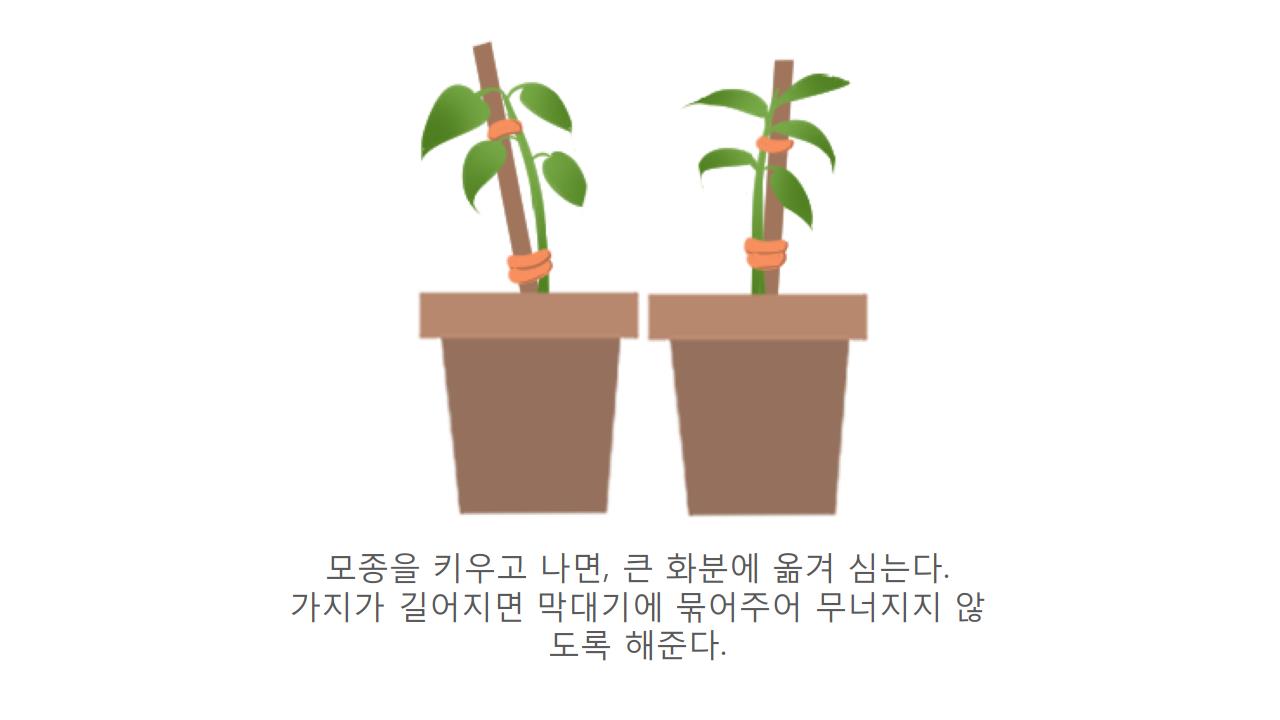 모종을 키우고 나면, 큰 화분에 옮겨 심는다.
가지가 길어지면 막대기에 묶어주어 무너지지 않
도록 해준다.